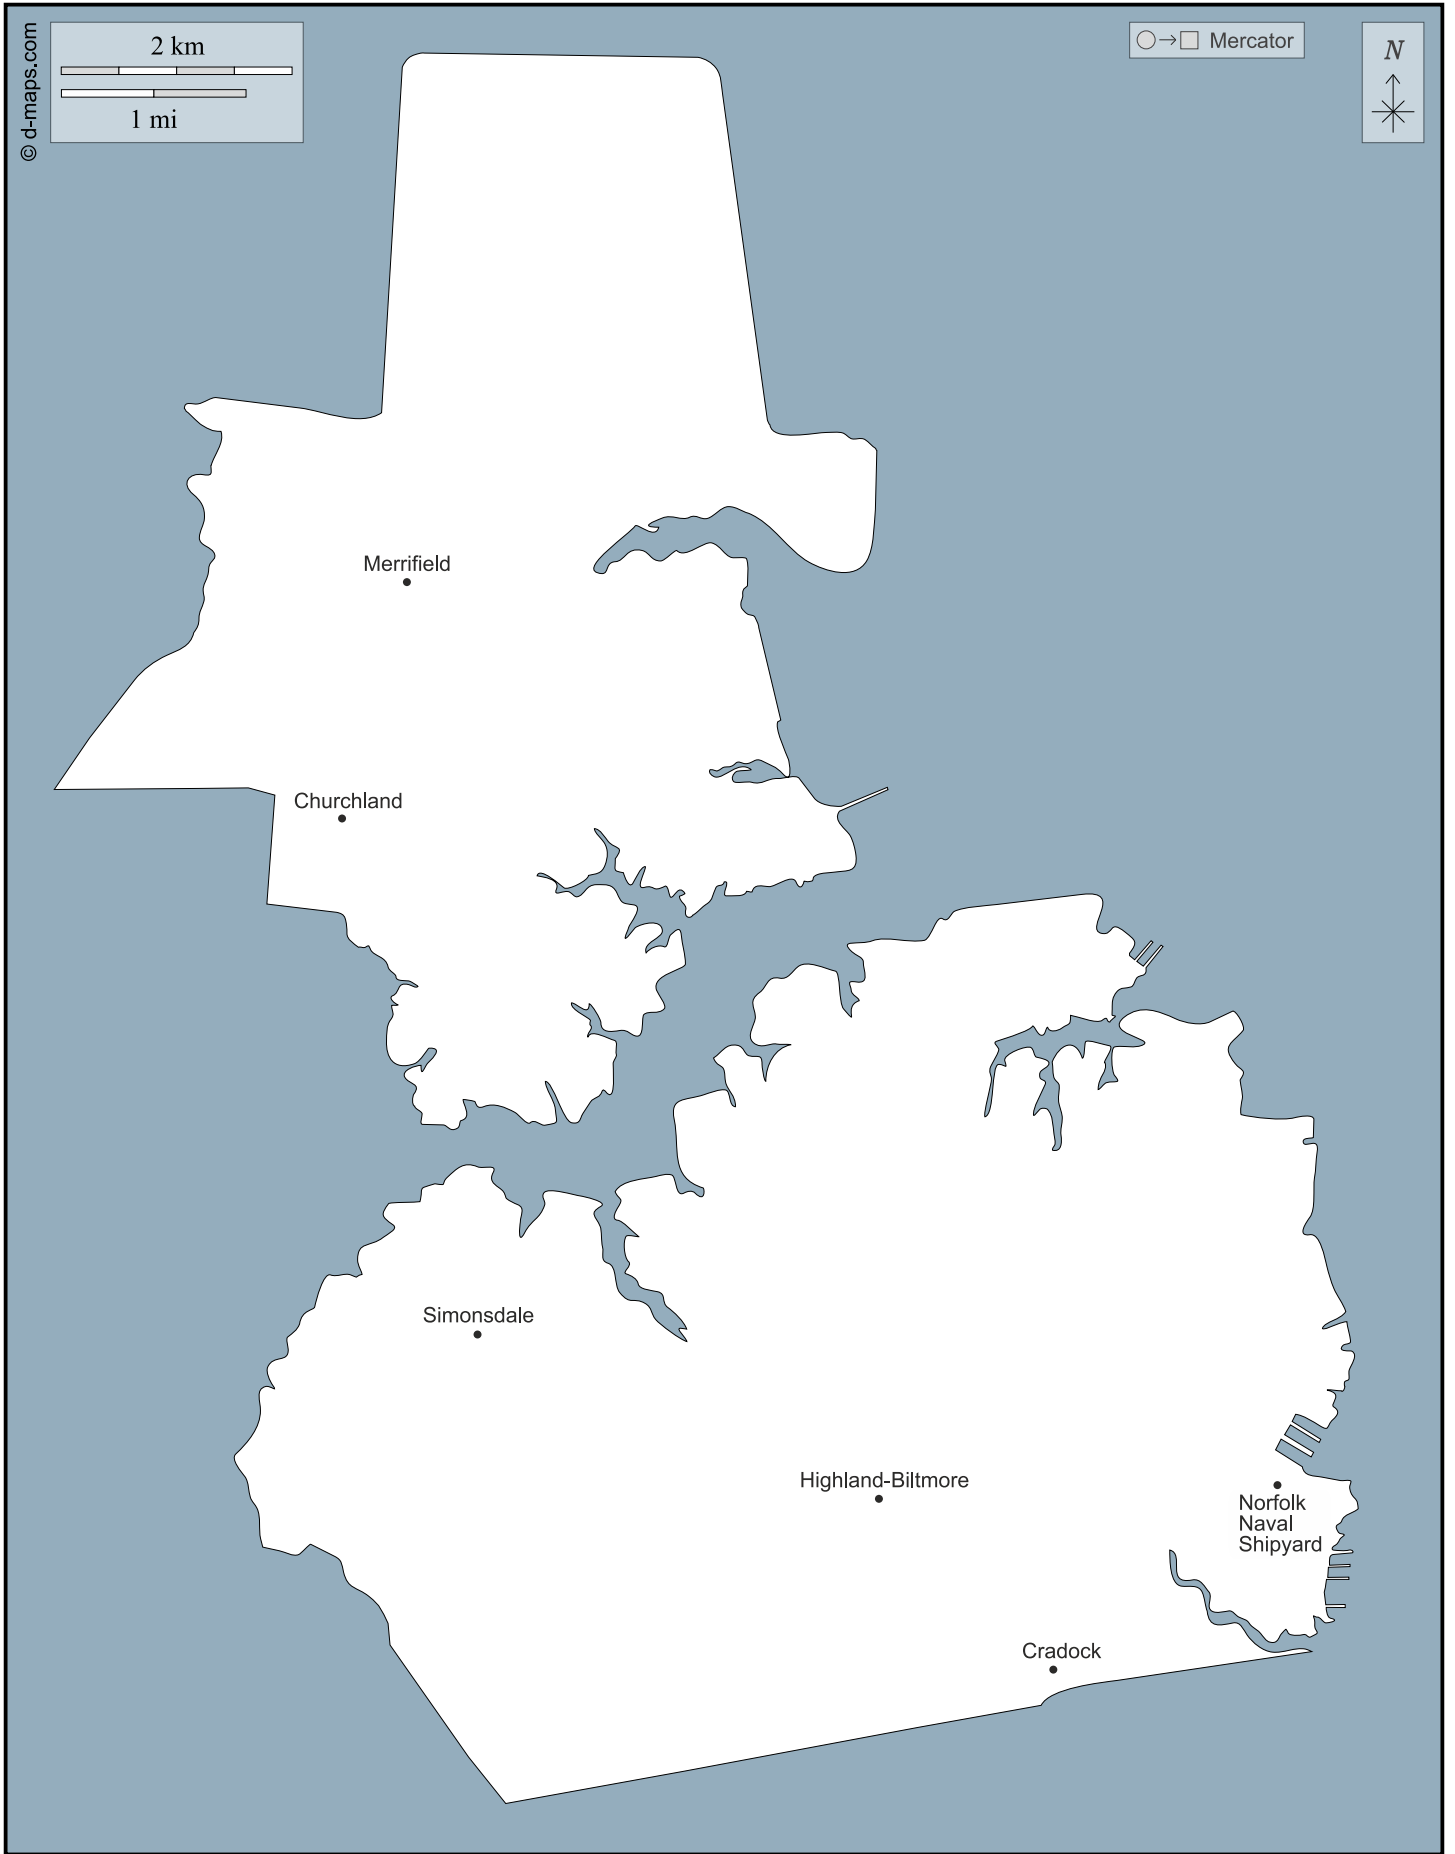 © d-maps.com
2 km
1 mi
Mercator
N
Merrifield
Churchland
Simonsdale
Highland-Biltmore
Norfolk
Naval
Shipyard
Cradock